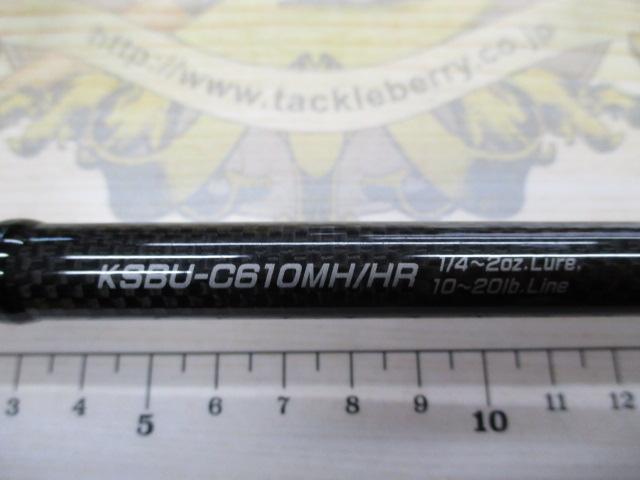 http://www.tackleberry.co.jp
KSBU-C610MH/HR
1/4~2oz.Lure,
10~20lb.Line
3 4 5 6 7 8 9 10 11 12